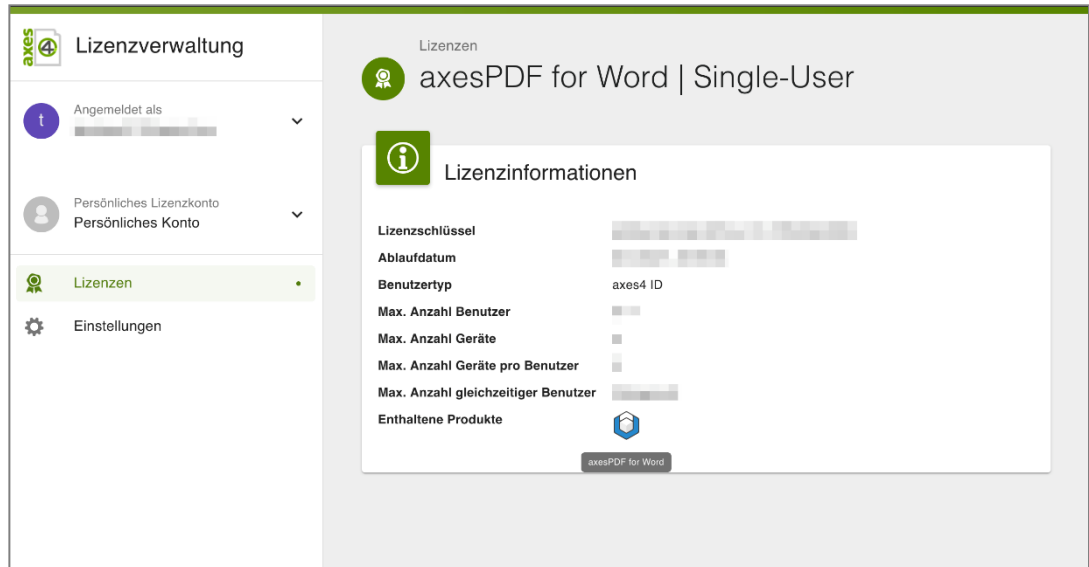 axes4
Lizenzverwaltung
t
Angemeldet als
Persönliches Lizenzkonto
Persönliches Konto
Lizenzen
Einstellungen
Lizenzen
axesPDF for Word | Single-User
Lizenzinformationen
Lizenzschlüssel
Ablaufdatum
Benutzertyp axes4 ID
Max. Anzahl Benutzer
Max. Anzahl Geräte
Max. Anzahl Geräte pro Benutzer
Max. Anzahl gleichzeitiger Benutzer
Enthaltene Produkte
axesPDF for Word